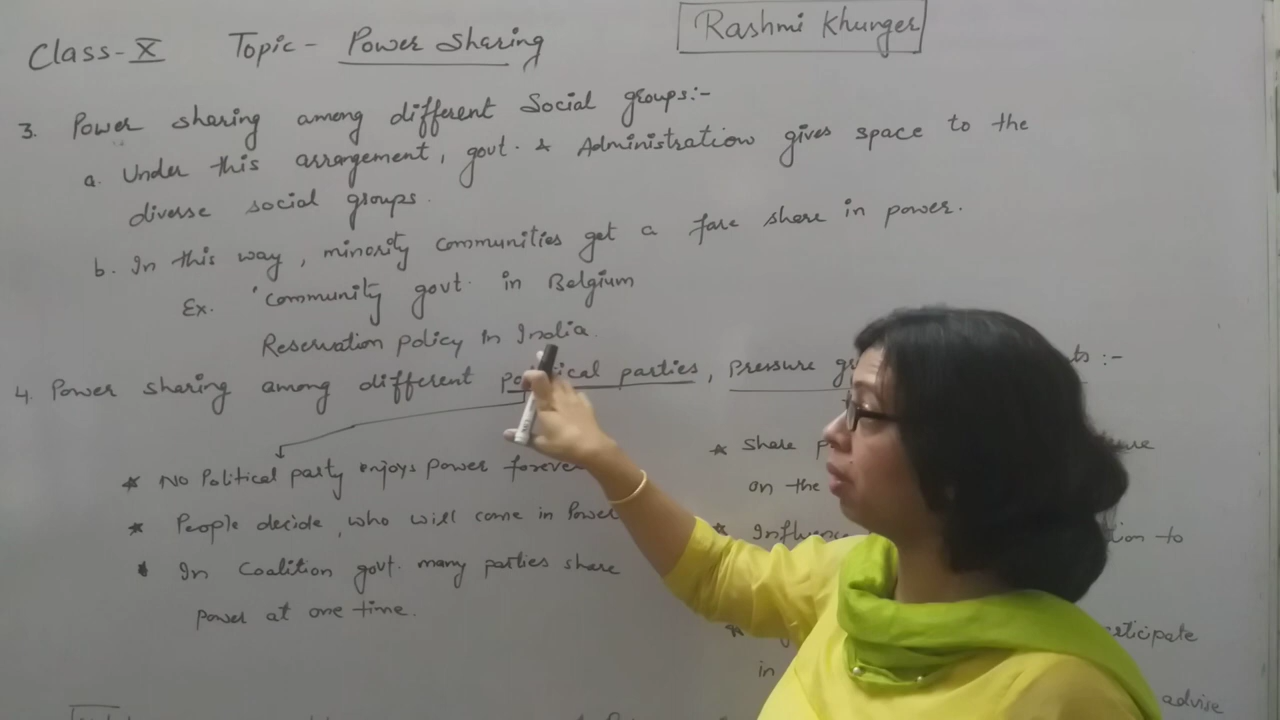 Class-X Topic- Power Sharing
Rashmi Khunger
3. Power sharing among different Social groups:-
a. Under this arrangement, govt. & Administration gives space to the
diverse social groups.
b. In this way, minority communities get a fare share in power.
Ex. 'Community govt. in Belgium
Reservation policy in India.
4. Power sharing among different political parties, Pressure :-
* No Political party enjoys Power forever
* People decide, who will come in Power
* In Coalition govt. many parties share
power at one time.
* Share
on the
* Influence
to
in
advise